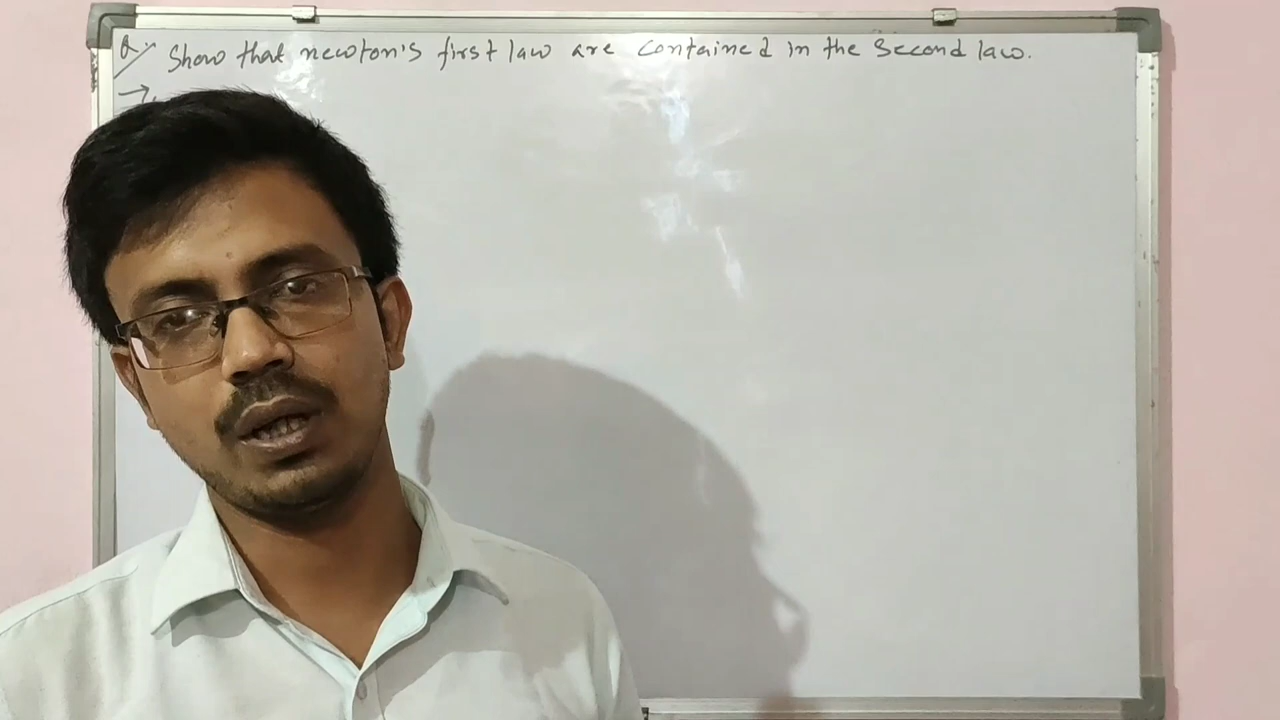 Q/ Show that newton's first law are contained in the second law.
→